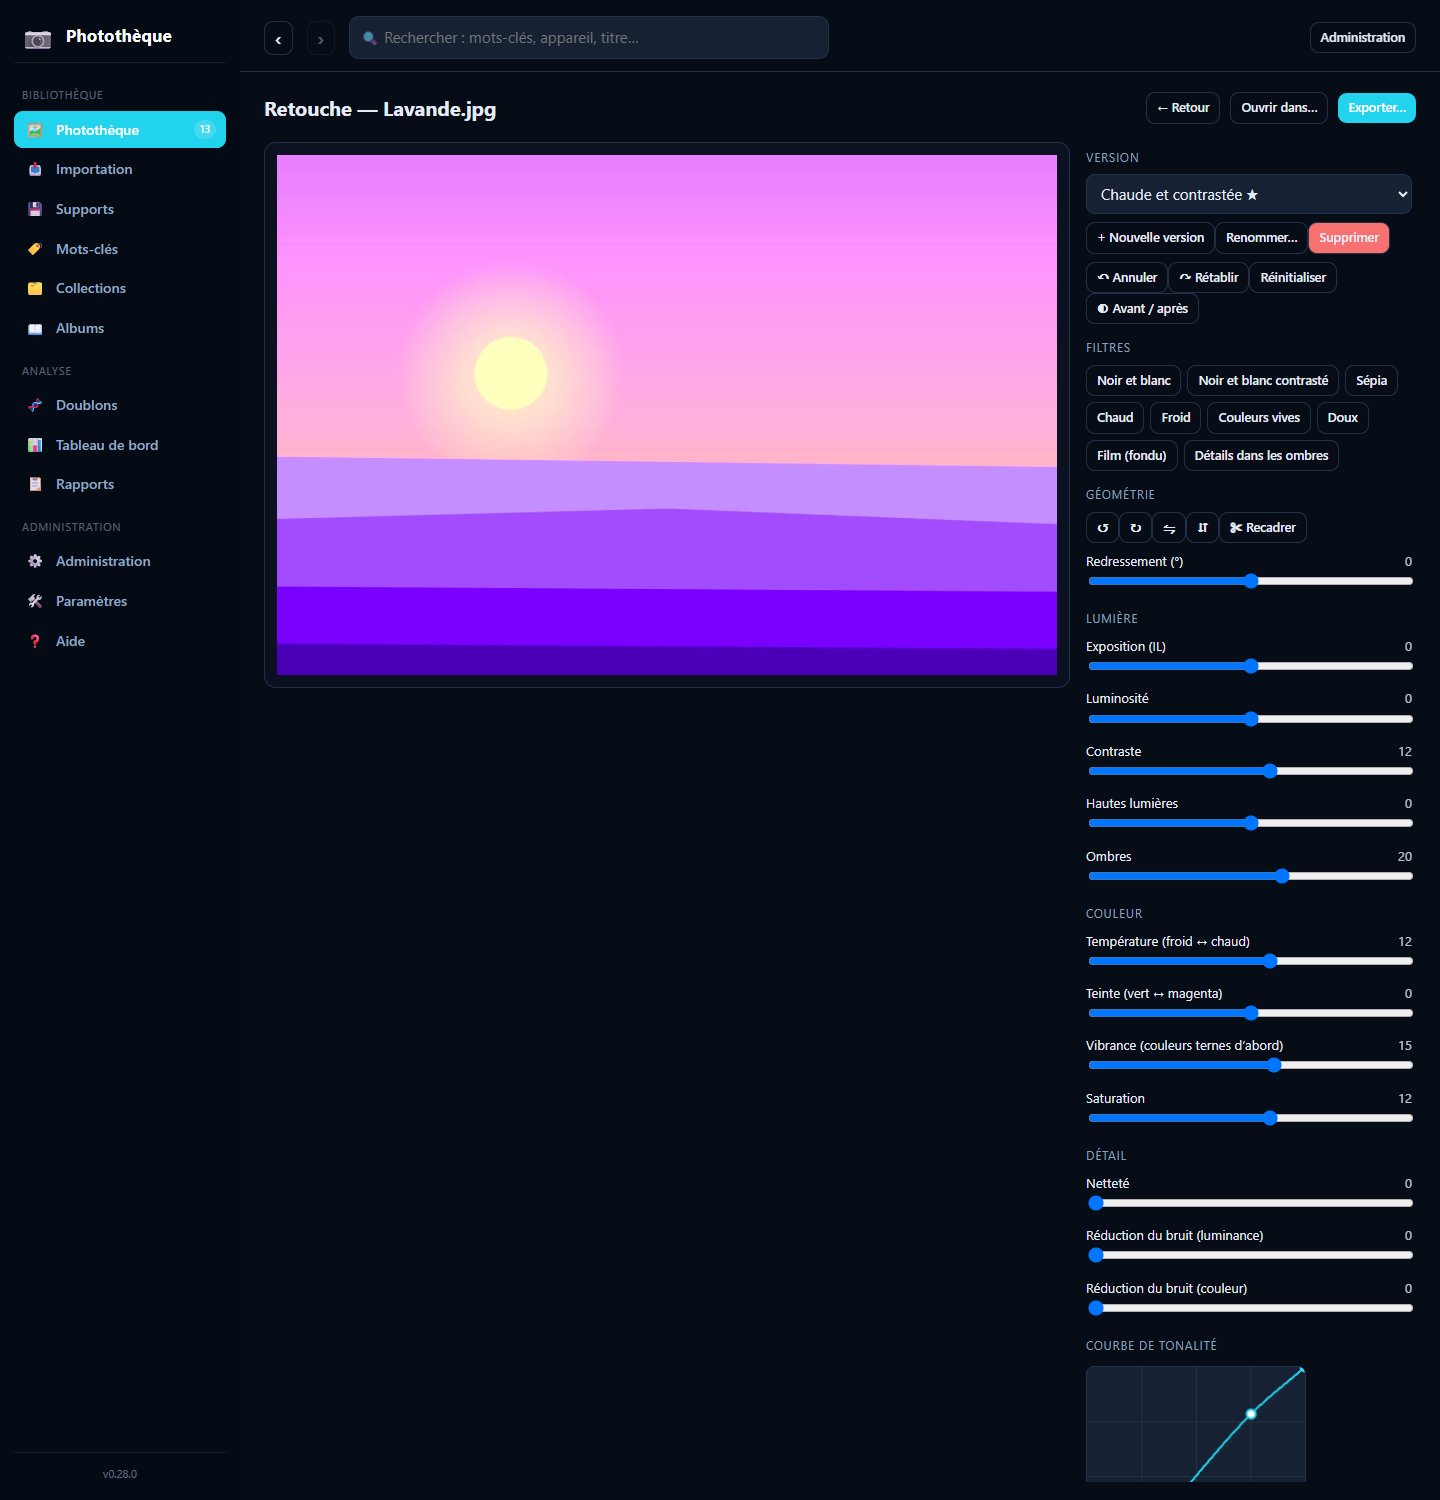 Photothèque
‹
›
Rechercher : mots-clés, appareil, titre...
Administration
BIBLIOTHÈQUE
Photothèque 13
Importation
Supports
Mots-clés
Collections
Albums
ANALYSE
Doublons
Tableau de bord
Rapports
ADMINISTRATION
Administration
Paramètres
Aide
v0.28.0
Retouche — Lavande.jpg
← Retour
Ouvrir dans...
Exporter...
VERSION
Chaude et contrastée ★
+ Nouvelle version
Renommer...
Supprimer
↶ Annuler
↷ Rétablir
Réinitialiser
◐ Avant / après
FILTRES
Noir et blanc
Noir et blanc contrasté
Sépia
Chaud
Froid
Couleurs vives
Doux
Film (fondu)
Détails dans les ombres
GÉOMÉTRIE
↺
↻
⇋
⇵
✂ Recadrer
Redressement (°) 0
LUMIÈRE
Exposition (IL) 0
Luminosité 0
Contraste 12
Hautes lumières 0
Ombres 20
COULEUR
Température (froid ↔ chaud) 12
Teinte (vert ↔ magenta) 0
Vibrance (couleurs ternes d'abord) 15
Saturation 12
DÉTAIL
Netteté 0
Réduction du bruit (luminance) 0
Réduction du bruit (couleur) 0
COURBE DE TONALITÉ